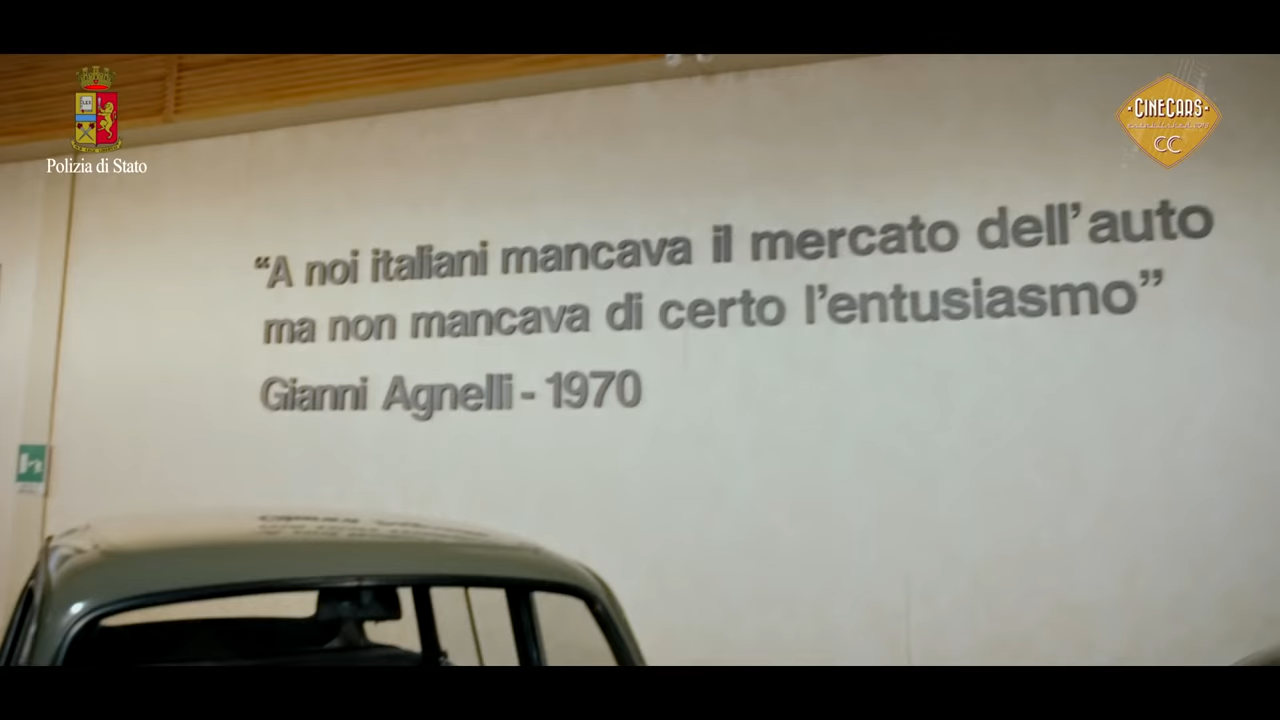 Polizia di Stato
CINECARS
CC
“A noi italiani mancava il mercato dell’auto
ma non mancava di certo l’entusiasmo”
Gianni Agnelli - 1970